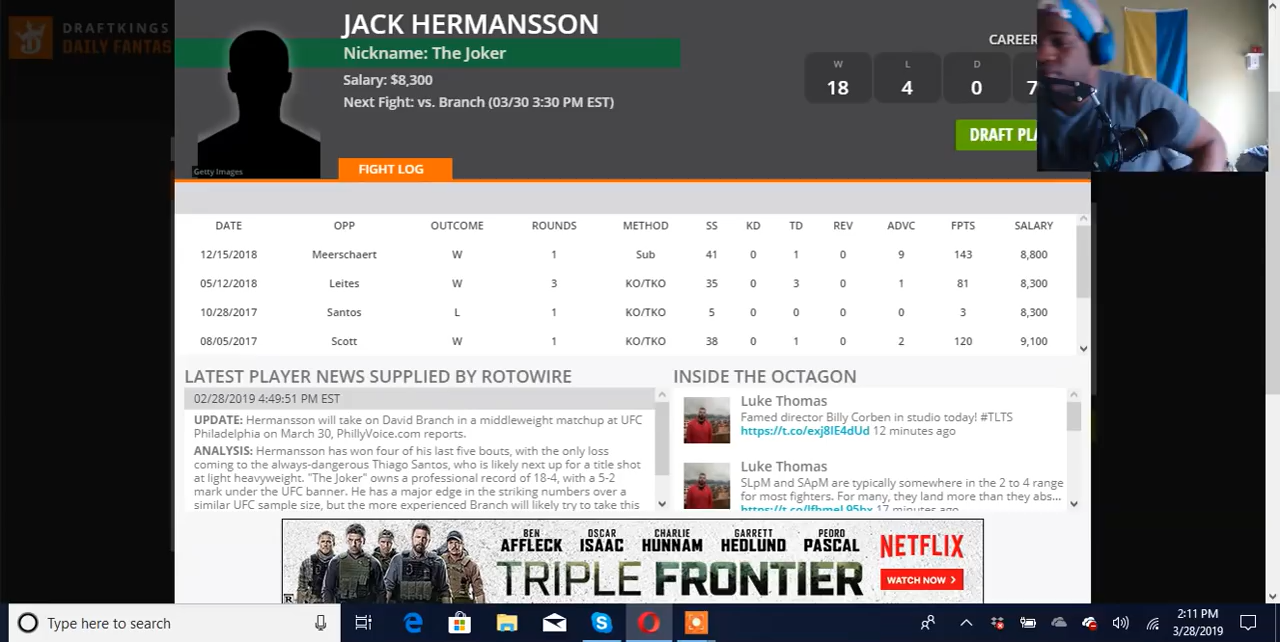 DRAFTKINGS
DAILY FANTAS
JACK HERMANSSON
Nickname: The Joker
Salary: $8,300
Next Fight: vs. Branch (03/30 3:30 PM EST)
CAREER
W L D
18 4 0 7
DRAFT PLA
Getty Images
FIGHT LOG
DATE OPP OUTCOME ROUNDS METHOD SS KD TD REV ADVC FPTS SALARY
12/15/2018 Meerschaert W 1 Sub 41 0 1 0 9 143 8,800
05/12/2018 Leites W 3 KO/TKO 35 0 3 0 1 81 8,300
10/28/2017 Santos L 1 KO/TKO 5 0 0 0 0 3 8,300
08/05/2017 Scott W 1 KO/TKO 38 0 1 0 2 120 9,100
LATEST PLAYER NEWS SUPPLIED BY ROTOWIRE
02/28/2019 4:49:51 PM EST
UPDATE: Hermansson will take on David Branch in a middleweight matchup at UFC
Philadelphia on March 30, PhillyVoice.com reports.
ANALYSIS: Hermansson has won four of his last five bouts, with the only loss
coming to the always-dangerous Thiago Santos, who is likely next up for a title shot
at light heavyweight. "The Joker" owns a professional record of 18-4, with a 5-2
mark under the UFC banner. He has a major edge in the striking numbers over a
similar UFC sample size, but the more experienced Branch will likely try to take this
INSIDE THE OCTAGON
Luke Thomas
Famed director Billy Corben in studio today! #TLTS
https://t.co/exj8IE4dUd 12 minutes ago
Luke Thomas
SLpM and SApM are typically somewhere in the 2 to 4 range
for most fighters. For many, they land more than they abs...
17 minutes ago
BEN AFFLECK
OSCAR ISAAC
CHARLIE HUNNAM
GARRETT HEDLUND
PEDRO PASCAL
TRIPLE FRONTIER
NETFLIX
WATCH NOW >
R
Type here to search
2:11 PM
3/28/2019